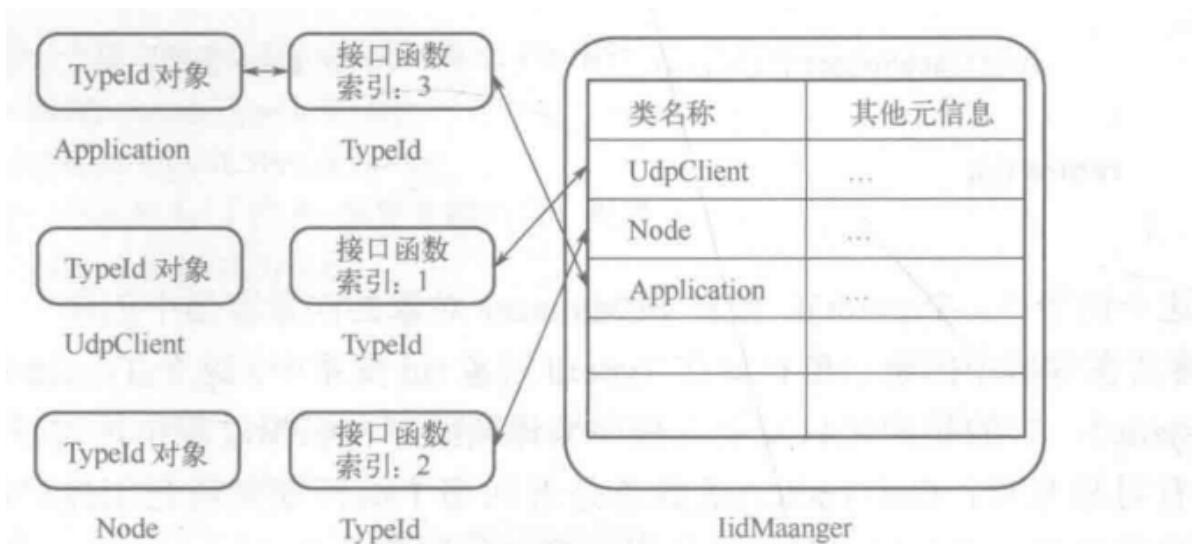 TypeId 对象
接口函数
索引：3
Application
TypeId
TypeId 对象
接口函数
索引：1
UdpClient
TypeId
TypeId 对象
接口函数
索引：2
Node
TypeId
类名称 其他元信息
UdpClient …
Node …
Application …
IidMaanger